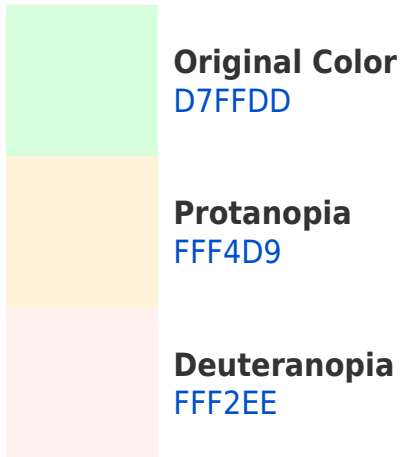 Original Color
D7FFDD
Protanopia
FFF4D9
Deuteranopia
FFF2EE